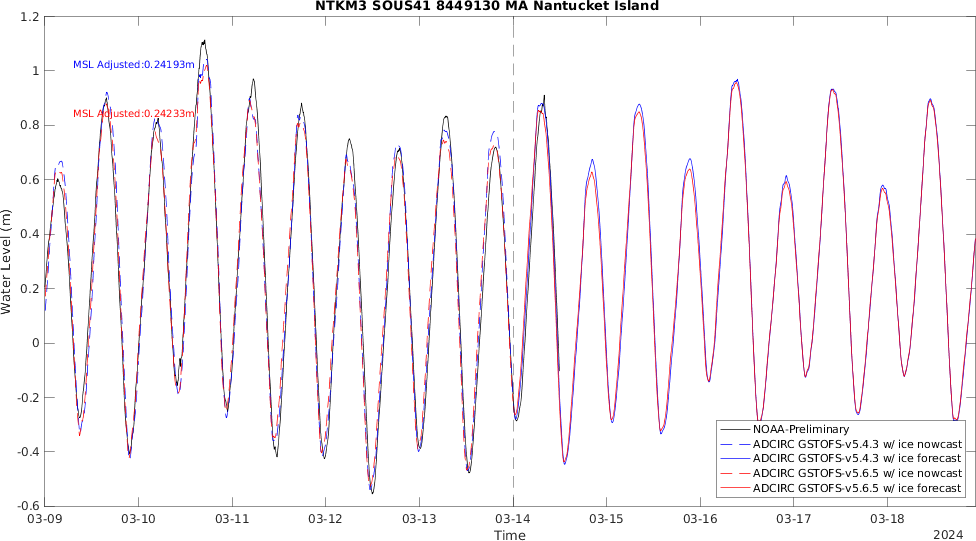 NTKM3 SOUS41 8449130 MA Nantucket Island
1.2
1
0.8
0.6
0.4
0.2
0
-0.2
-0.4
-0.6
Water Level (m)
MSL Adjusted:0.24193m
MSL Adjusted:0.24233m
NOAA-Preliminary
ADCIRC GSTOFS-v5.4.3 w/ ice nowcast
ADCIRC GSTOFS-v5.4.3 w/ ice forecast
ADCIRC GSTOFS-v5.6.5 w/ ice nowcast
ADCIRC GSTOFS-v5.6.5 w/ ice forecast
03-09 03-10 03-11 03-12 03-13 03-14 03-15 03-16 03-17 03-18
Time
2024